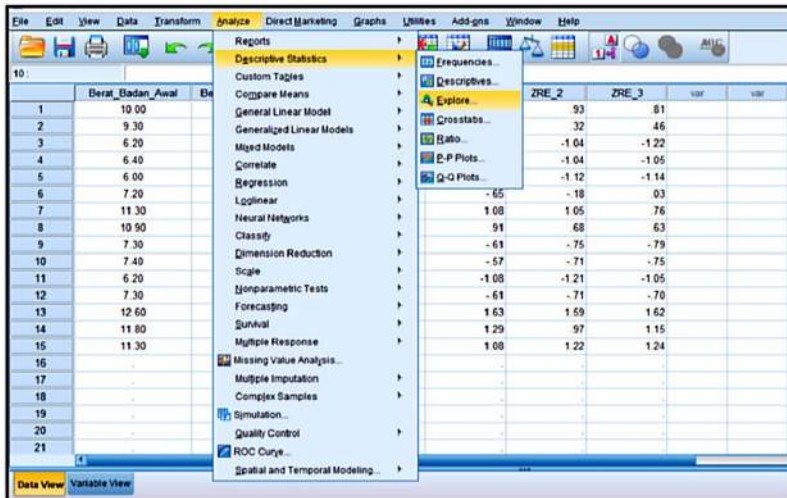 File Edit View Data Transform Analyze Direct Marketing Graphs Utilities Add-ons Window Help
10 :
Reports
Descriptive Statistics
Custom Tables
Compare Means
General Linear Model
Generalized Linear Models
Mixed Models
Correlate
Regression
Loglinear
Neural Networks
Classify
Dimension Reduction
Scale
Nonparametric Tests
Forecasting
Survival
Multiple Response
Missing Value Analysis...
Multiple Imputation
Complex Samples
Simulation...
Quality Control
ROC Curve...
Spatial and Temporal Modeling...
Frequencies...
Descriptives...
Explore...
Crosstabs...
Ratio...
P-P Plots...
Q-Q Plots...
Berat_Badan_Awal Be ZRE_2 ZRE_3 var var
1 10.00 .93 .81
2 9.30 .32 .46
3 6.20 -1.04 -1.22
4 6.40 -1.04 -1.05
5 6.00 -1.12 -1.14
6 7.20 -.65 -.18 .03
7 11.30 1.08 1.05 .76
8 10.90 .91 .68 .63
9 7.30 -.61 -.75 -.79
10 7.40 -.57 -.71 -.75
11 6.20 -1.08 -1.21 -1.05
12 7.30 -.61 -.71 -.70
13 12.60 1.63 1.59 1.62
14 11.80 1.29 .97 1.15
15 11.30 1.08 1.22 1.24
16
17
18
19
20
21
Data View Variable View